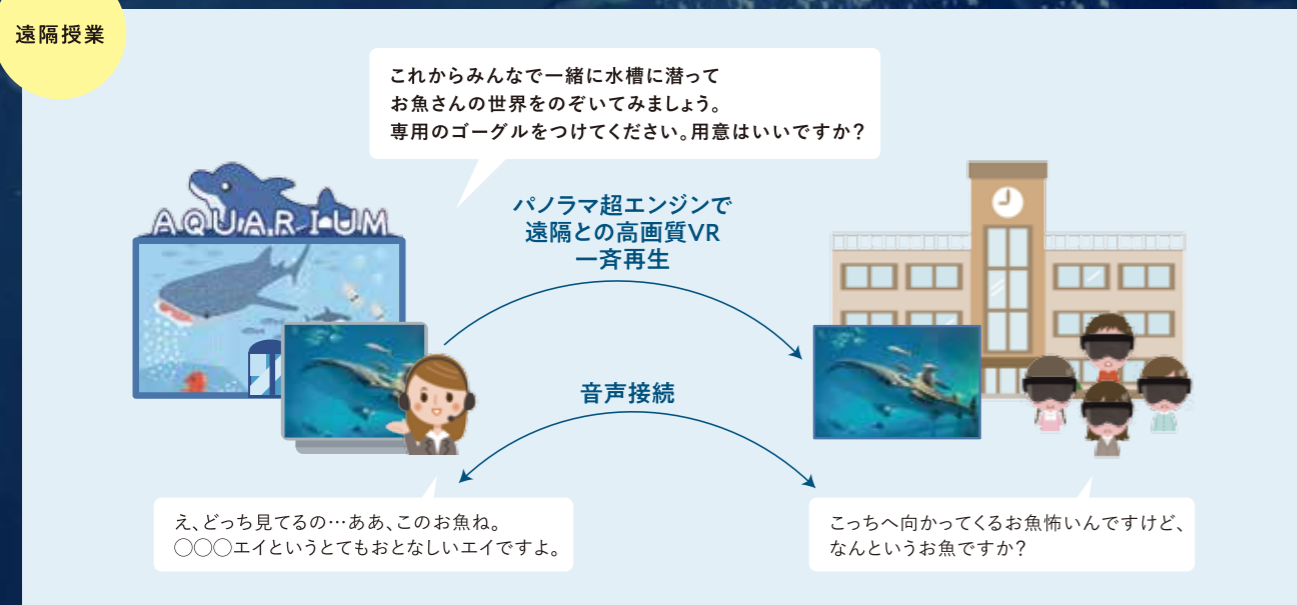 遠隔授業
これからみんなで一緒に水槽に潜って
お魚さんの世界をのぞいてみましょう。
専用のゴーグルをつけてください。用意はいいですか？
AQUARIUM
パノラマ超エンジンで
遠隔との高画質VR
一斉再生
音声接続
え、どっち見てるの…ああ、このお魚ね。
◯◯◯エイというとてもおとなしいエイですよ。
こっちへ向かってくるお魚怖いんですけど、
なんというお魚ですか？